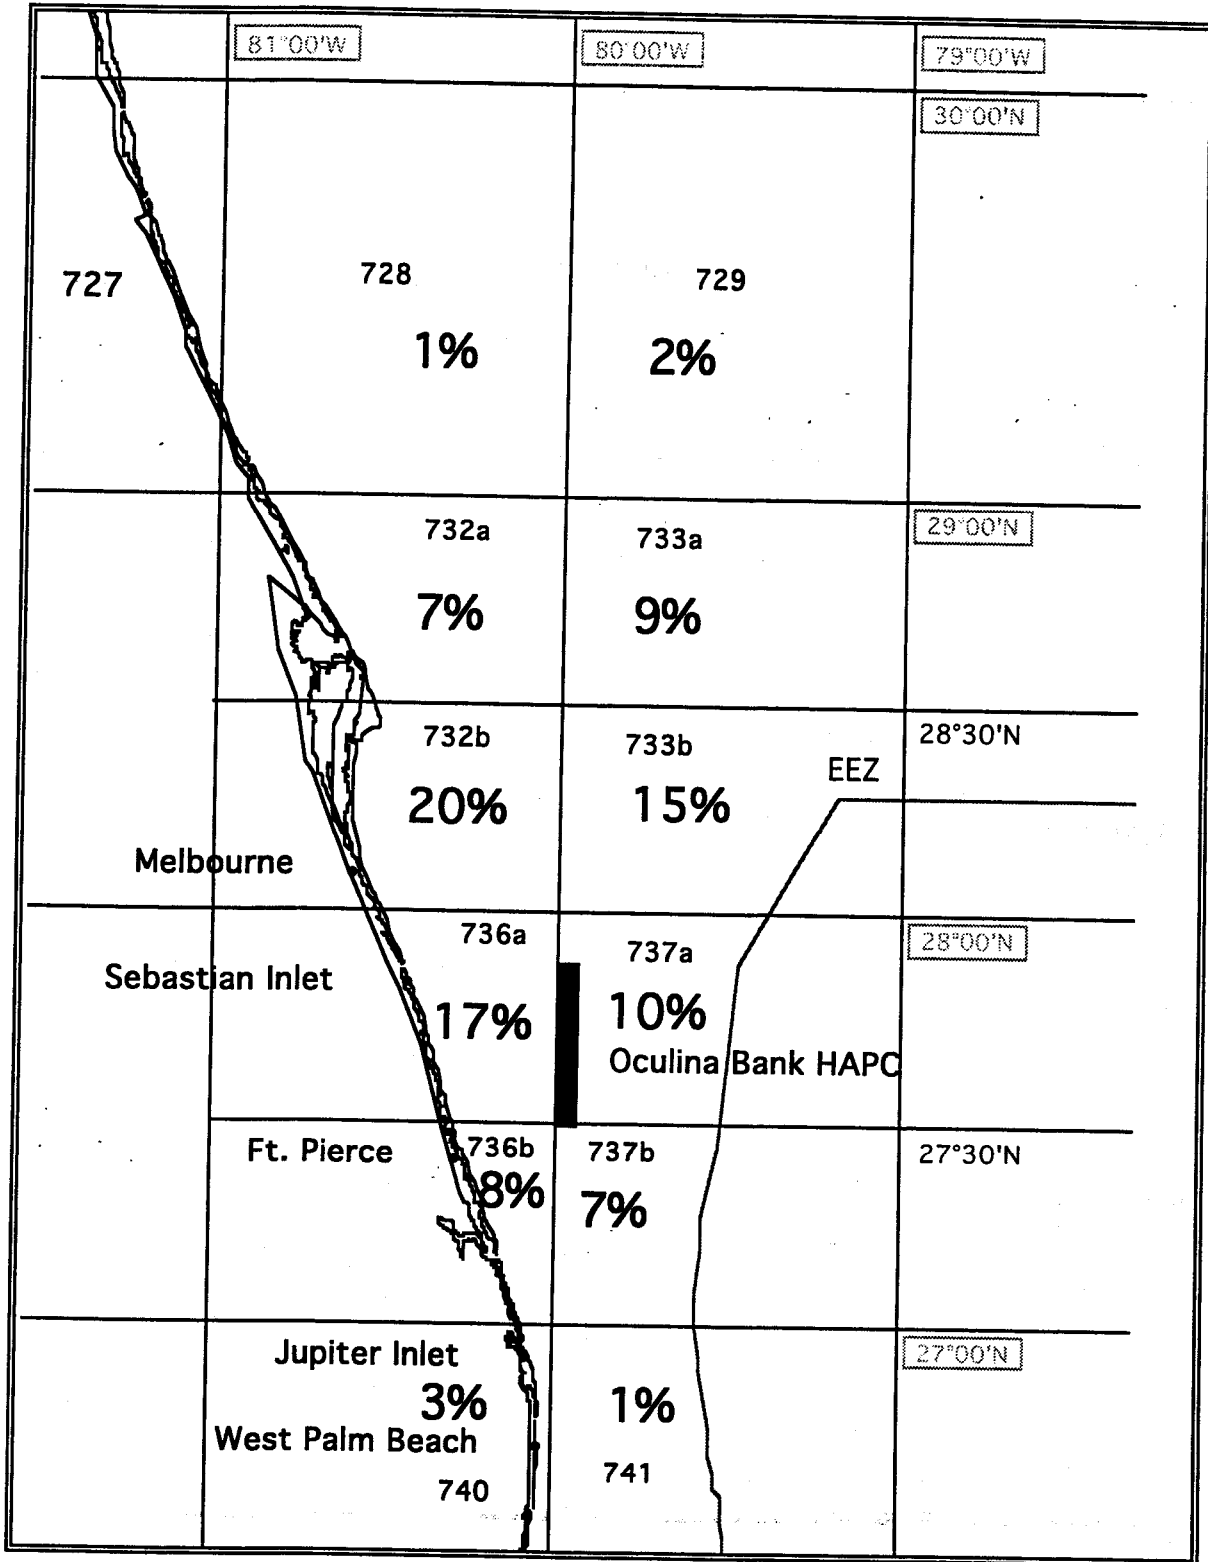 81°00'W
80°00'W
79°00'W
30°00'N
727
728
729
1%
2%
732a
733a
29°00'N
7%
9%
732b
733b
28°30'N
EEZ
20%
15%
Melbourne
736a
737a
28°00'N
Sebastian Inlet
17%
10%
Oculina Bank HAPC
Ft. Pierce
736b
737b
27°30'N
8%
7%
Jupiter Inlet
27°00'N
3%
1%
West Palm Beach
740
741